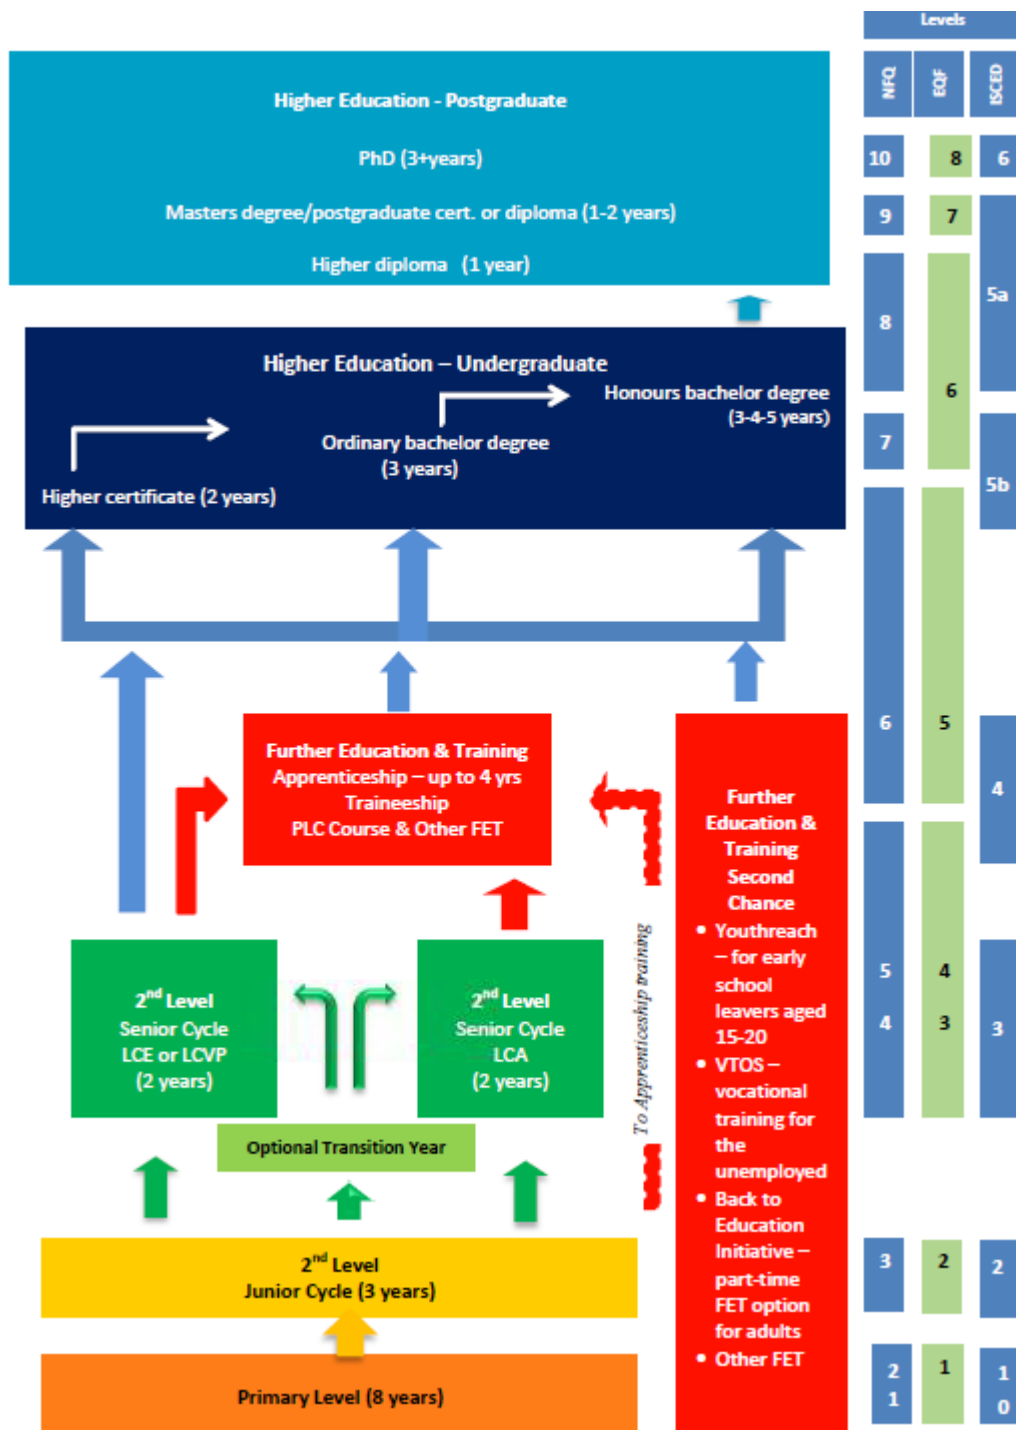 Levels
NFQ
EQF
ISCED
Higher Education - Postgraduate
PhD (3+years)
Masters degree/postgraduate cert. or diploma (1-2 years)
Higher diploma (1 year)
10
8
6
9
7
5a
8
6
7
5b
Higher Education – Undergraduate
Honours bachelor degree
(3-4-5 years)
Ordinary bachelor degree
(3 years)
Higher certificate (2 years)
6
5
4
Further Education & Training
Apprenticeship – up to 4 yrs
Traineeship
PLC Course & Other FET
Further
Education &
Training
Second
Chance
• Youthreach
– for early
school
leavers aged
15-20
• VTOS –
vocational
training for
the
unemployed
• Back to
Education
Initiative –
part-time
FET option
for adults
• Other FET
To Apprenticeship training
5
4
4
3
3
2nd Level
Senior Cycle
LCE or LCVP
(2 years)
2nd Level
Senior Cycle
LCA
(2 years)
Optional Transition Year
2nd Level
Junior Cycle (3 years)
3
2
2
Primary Level (8 years)
2
1
1
1
0